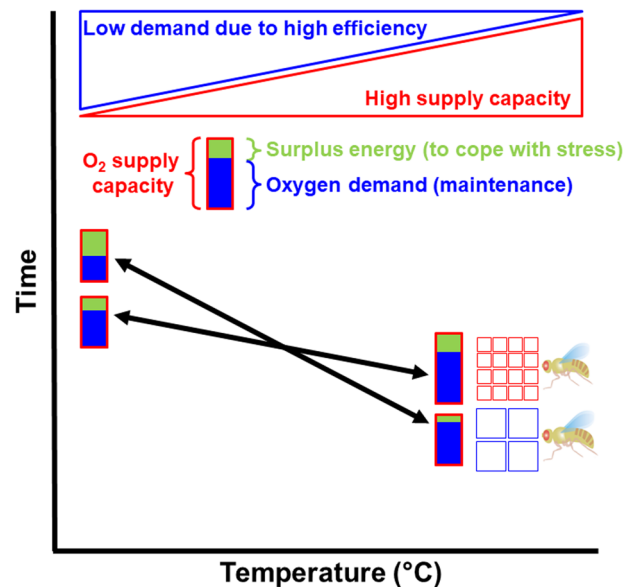 Low demand due to high efficiency
High supply capacity
O₂ supply
capacity
Surplus energy (to cope with stress)
Oxygen demand (maintenance)
Time
Temperature (°C)